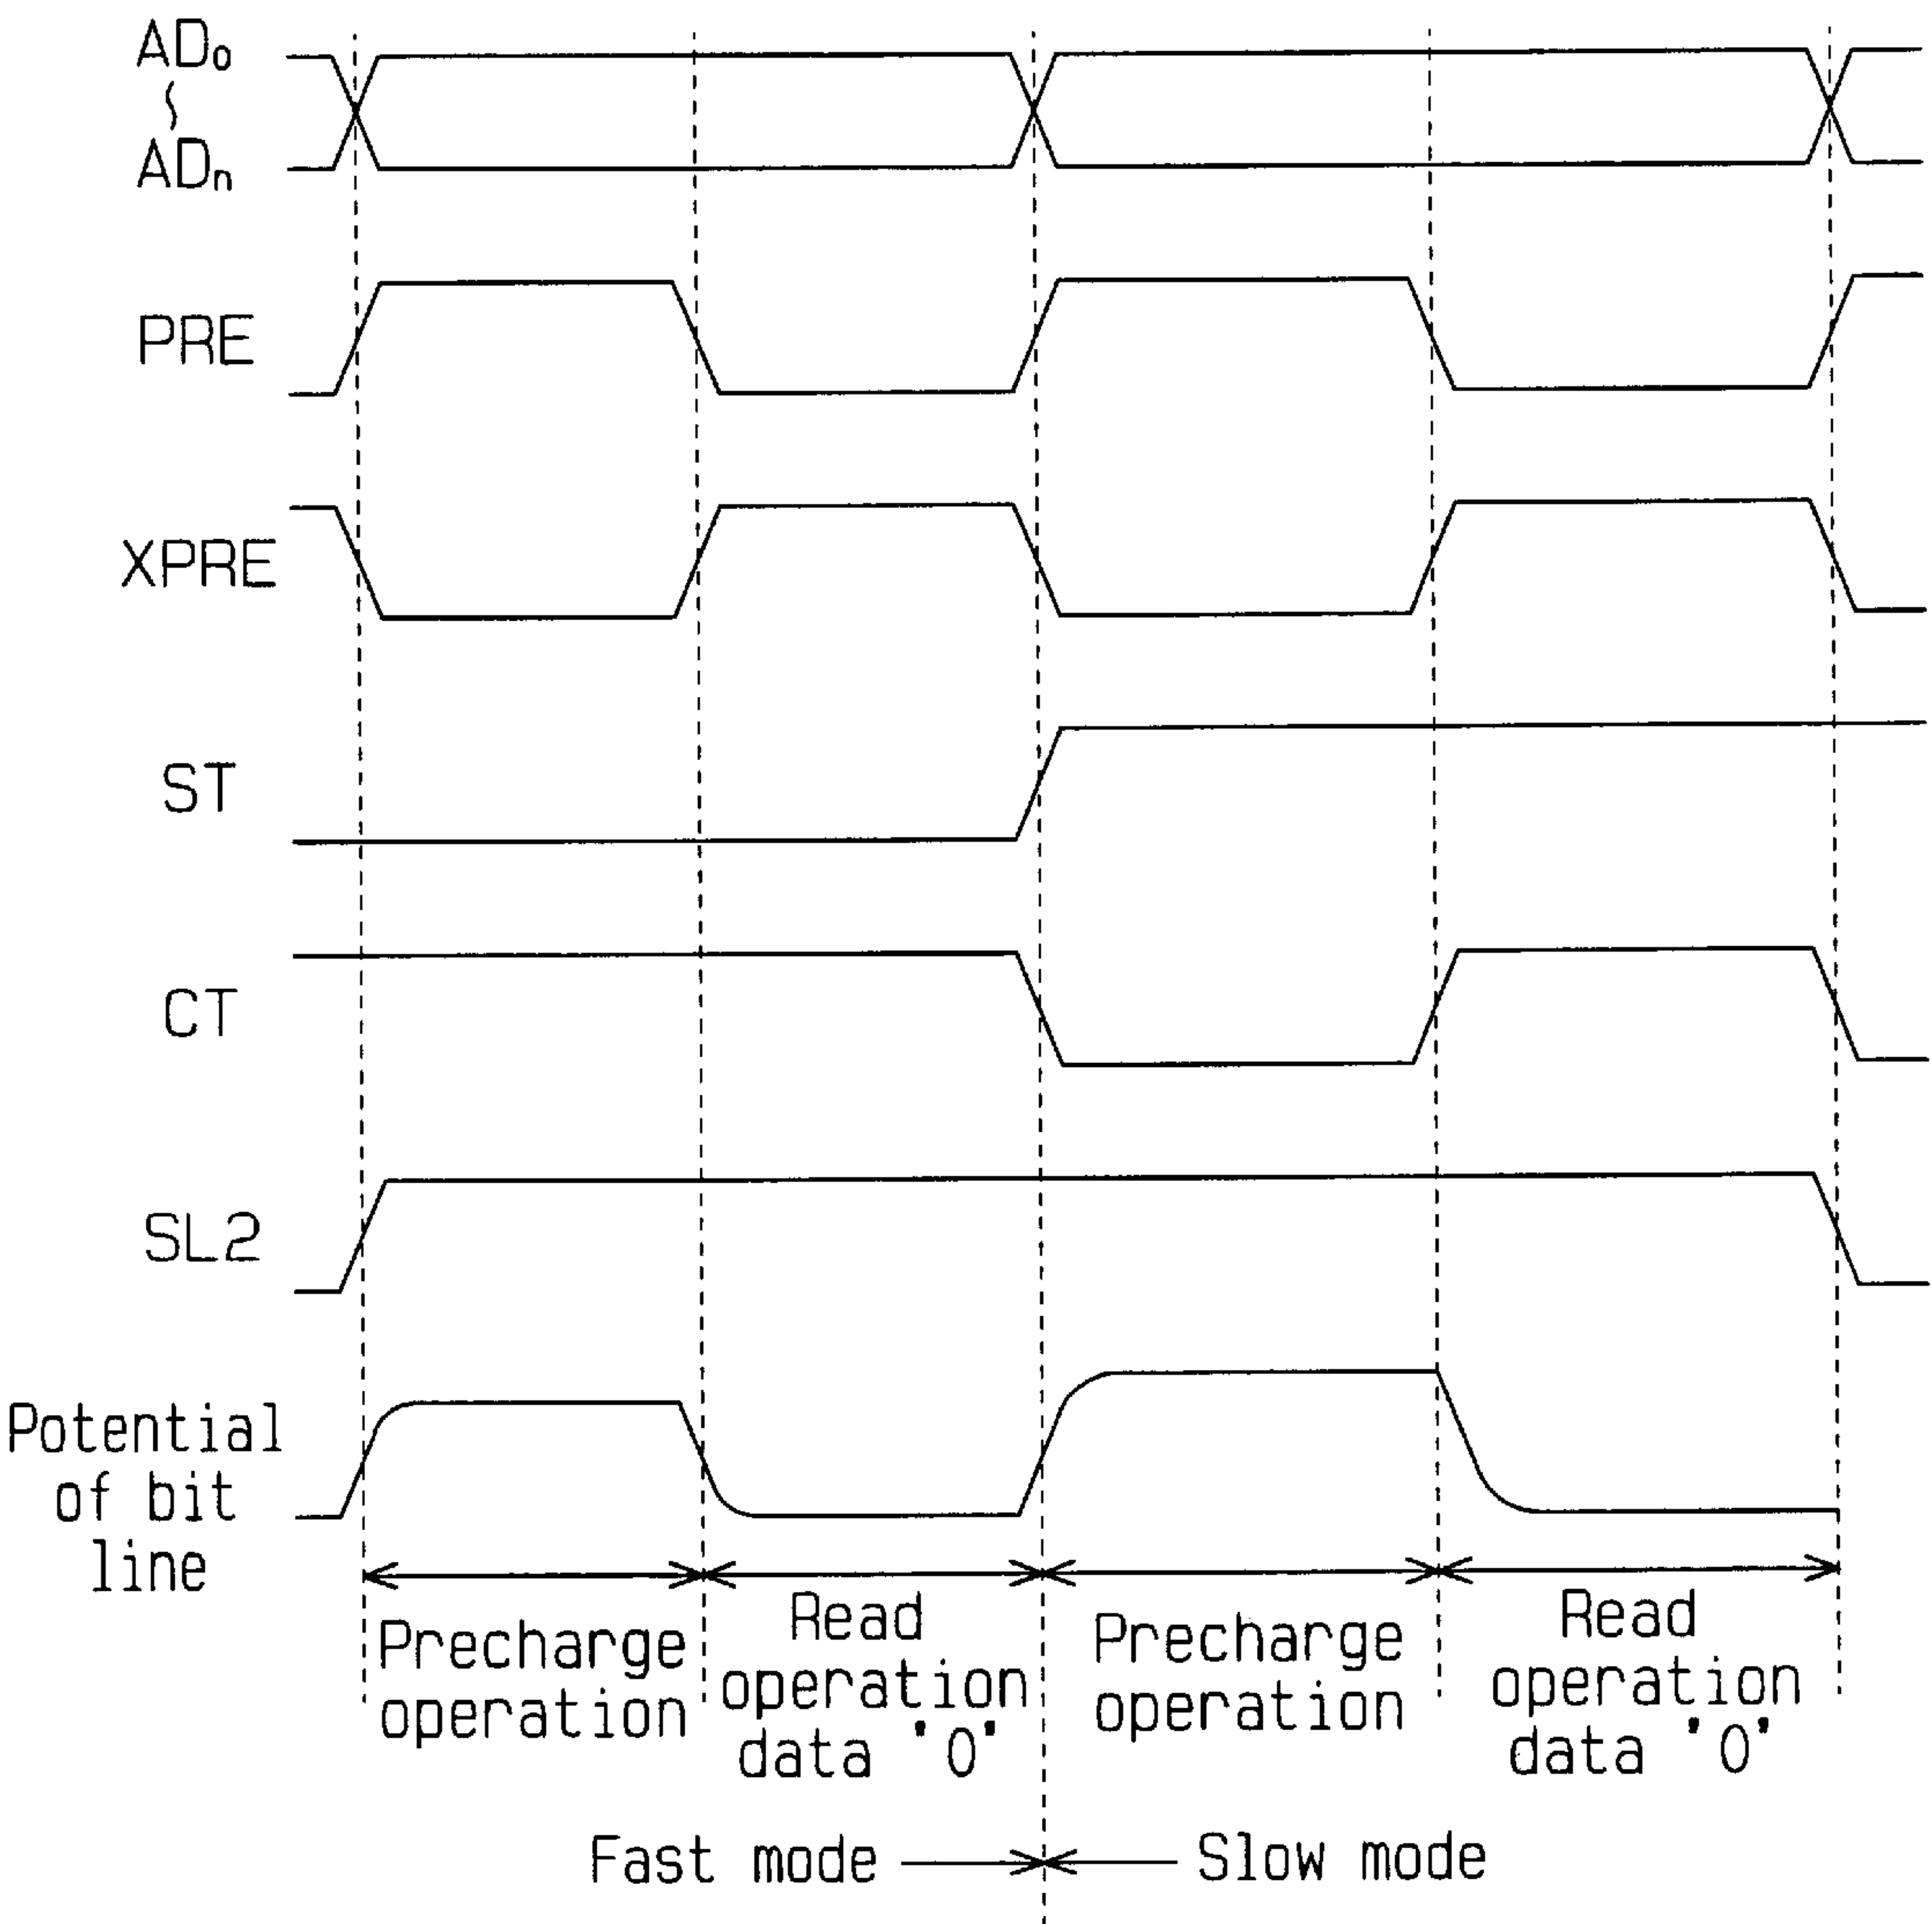 AD₀
~
ADₙ
PRE
XPRE
ST
CT
SL2
Potential
of bit
line
Precharge
operation
Read
operation
data '0'
Precharge
operation
Read
operation
data '0'
Fast mode
Slow mode